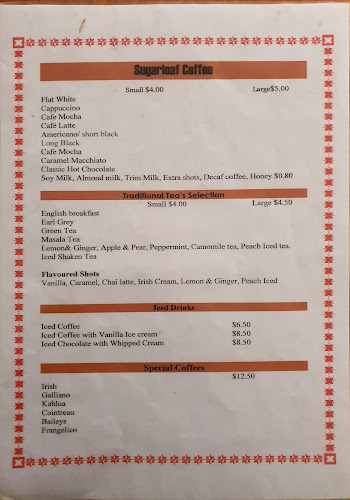 Sugarloaf Coffee
Small $4.00 Large$5.00
Flat White
Cappuccino
Cafe Mocha
Café Latte
Americano/ short black
Long Black
Cafe Mocha
Caramel Macchiato
Classic Hot Chocolate
Soy Milk, Almond milk, Trim Milk, Extra shots, Decaf coffee, Honey $0.80
Traditional Tea's Selection
Small $4.00 Large $4.50
English breakfast
Earl Grey
Green Tea
Masala Tea
Lemon& Ginger, Apple & Pear, Peppermint, Camomile tea, Peach Iced tea.
Iced Shaken Tea
Flavoured Shots
Vanilla, Caramel, Chai latte, Irish Cream, Lemon & Ginger, Peach Iced
Iced Drinks
Iced Coffee $6.50
Iced Coffee with Vanilla Ice cream $8.50
Iced Chocolate with Whipped Cream $8.50
Special Coffees
$12.50
Irish
Galliano
Kahlua
Cointreau
Baileys
Frangelico